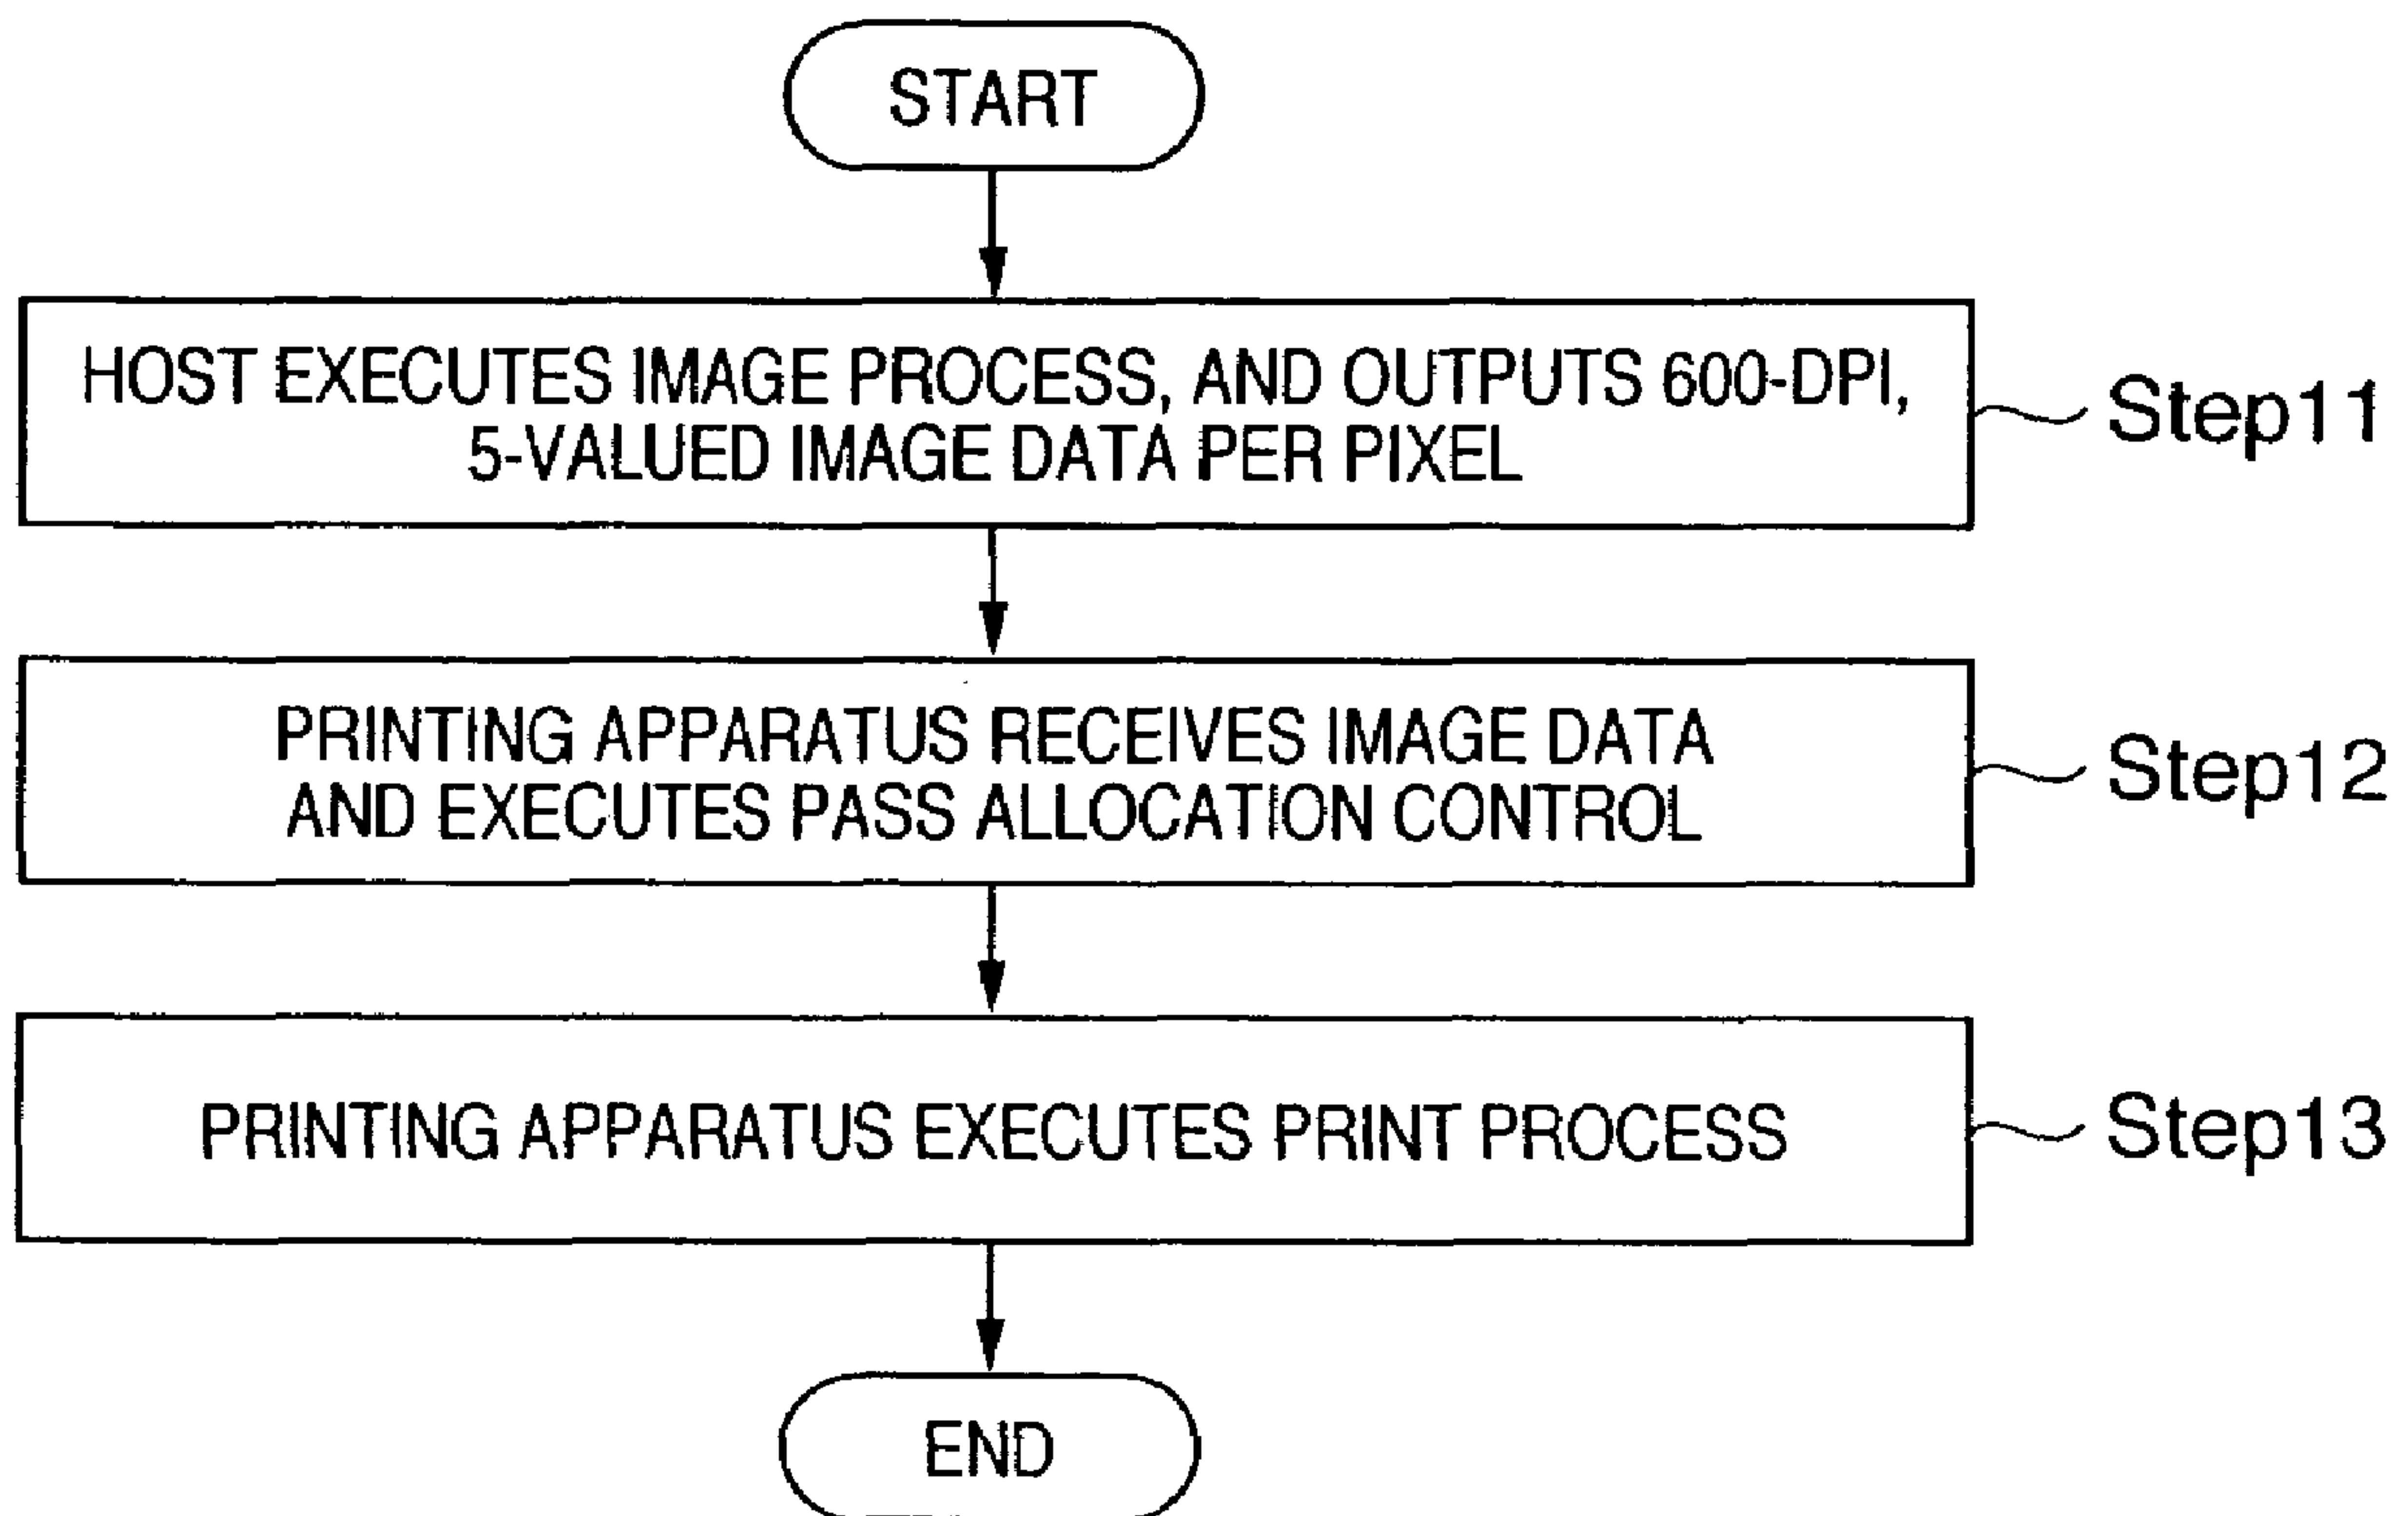 START
HOST EXECUTES IMAGE PROCESS, AND OUTPUTS 600-DPI,
5-VALUED IMAGE DATA PER PIXEL
Step11
PRINTING APPARATUS RECEIVES IMAGE DATA
AND EXECUTES PASS ALLOCATION CONTROL
Step12
PRINTING APPARATUS EXECUTES PRINT PROCESS
Step13
END